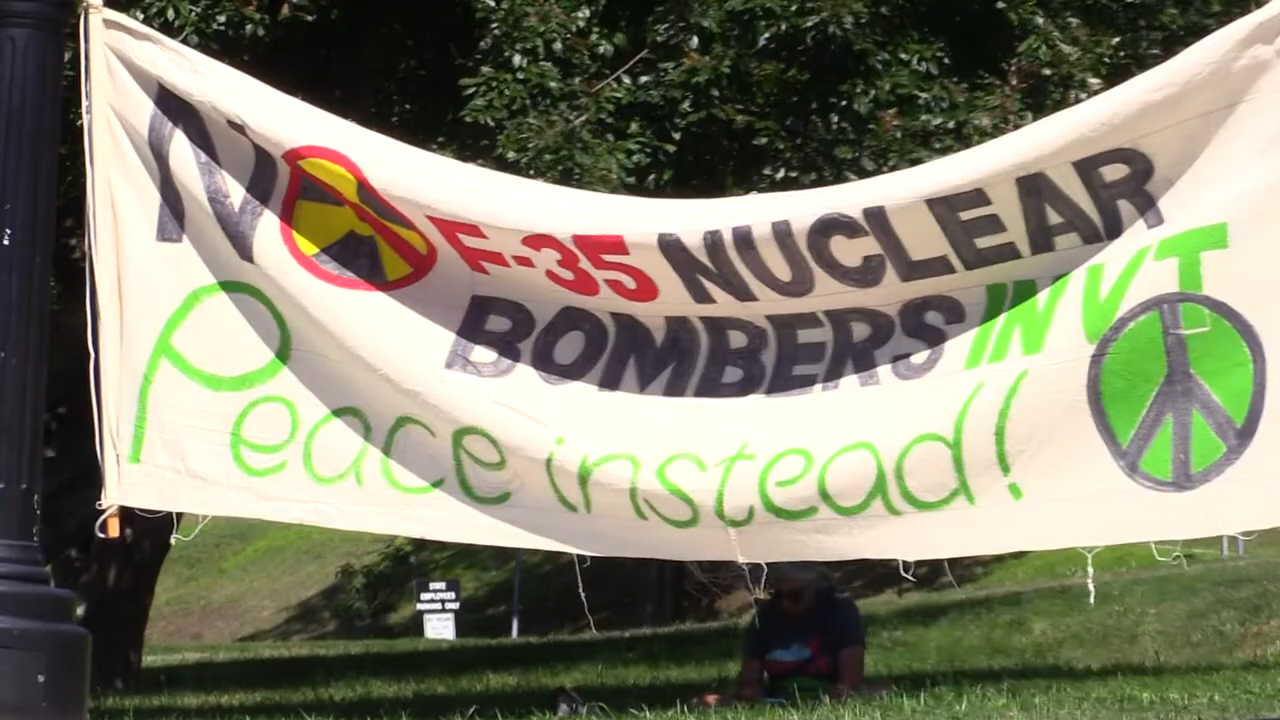 NO F-35 NUCLEAR
BOMBERS IN VT
Peace instead!
STATE
EMPLOYEES
PARKING ONLY